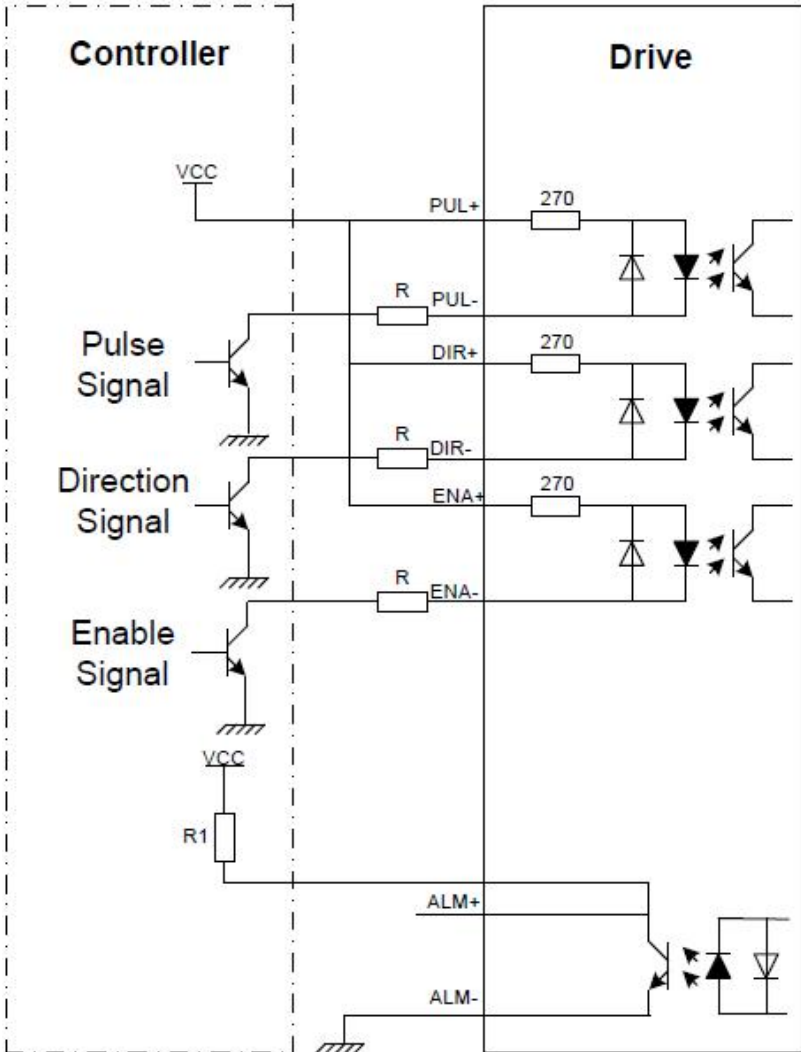 Controller
Drive
VCC
PUL+
270
R
PUL-
Pulse
Signal
DIR+
270
R
DIR-
Direction
Signal
ENA+
270
R
ENA-
Enable
Signal
VCC
R1
ALM+
ALM-